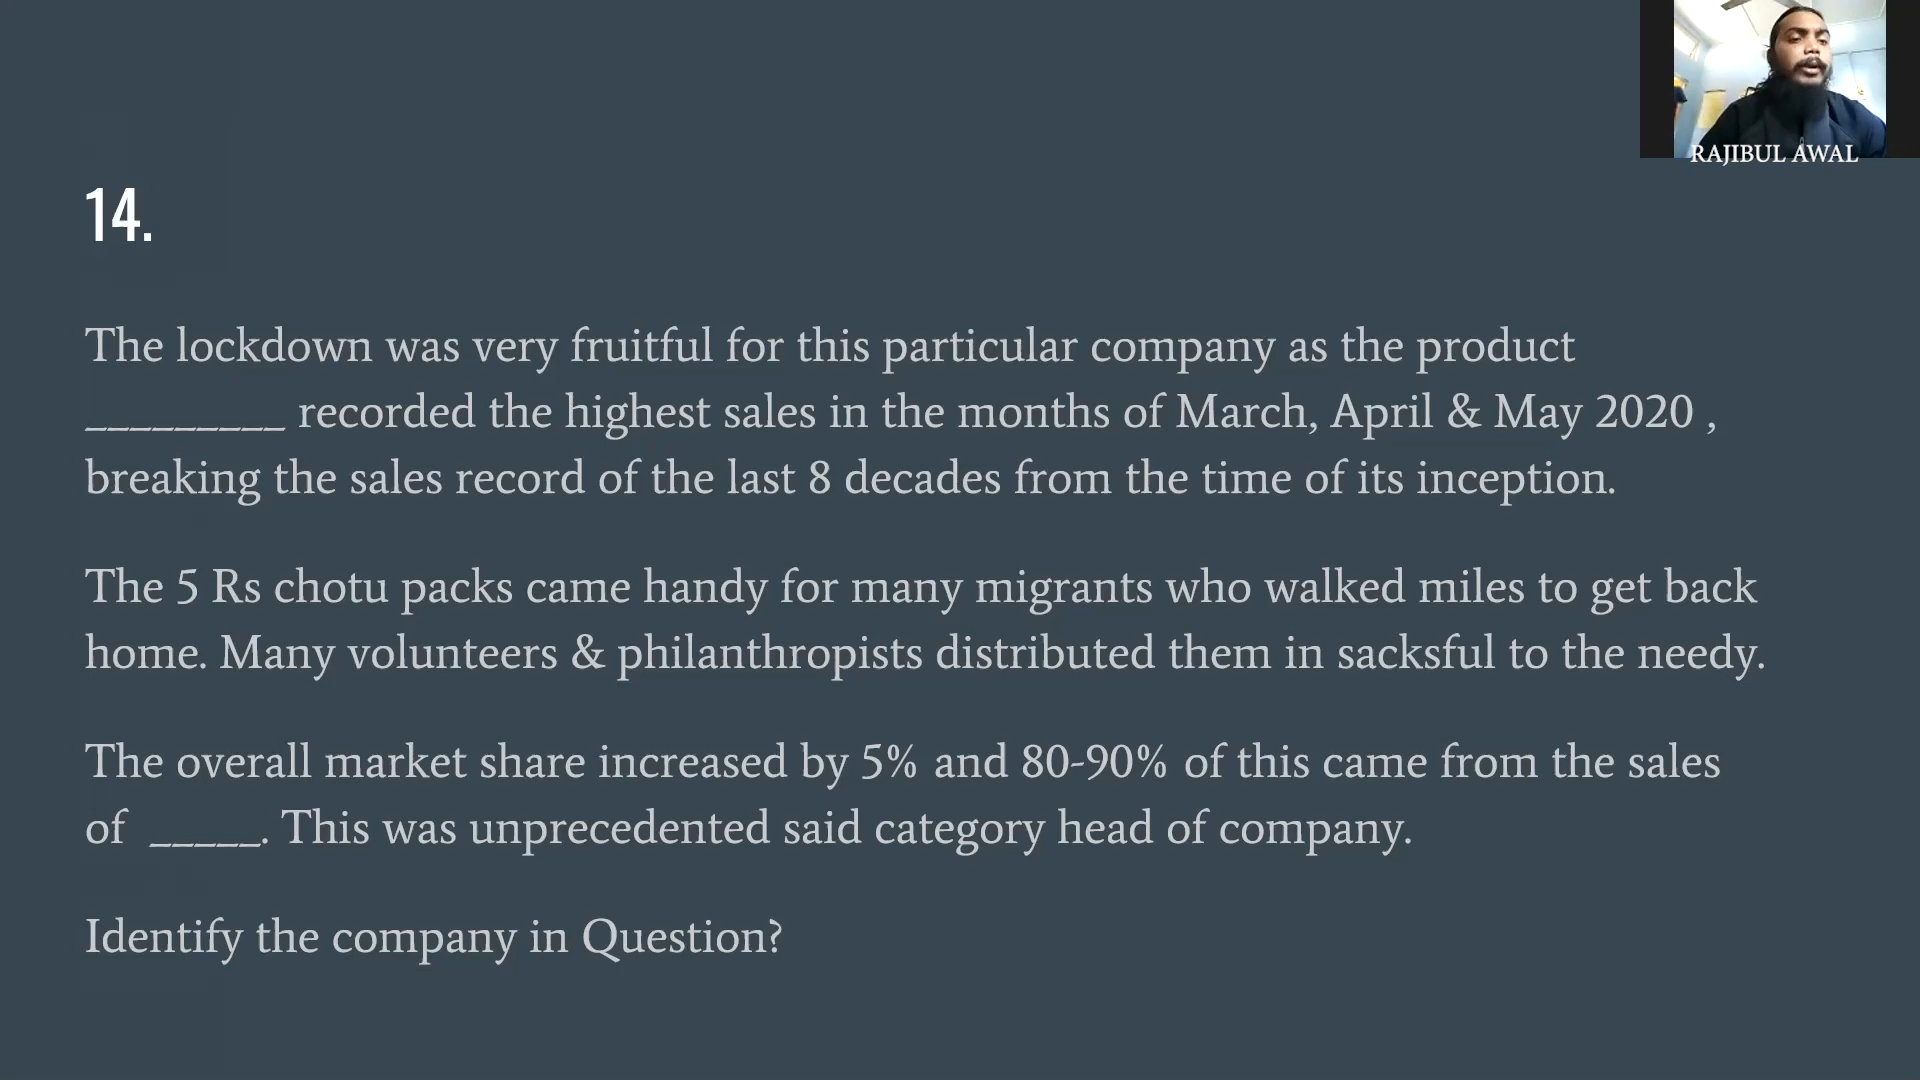 RAJIBUL AWAL
14.
The lockdown was very fruitful for this particular company as the product
_________ recorded the highest sales in the months of March, April & May 2020 ,
breaking the sales record of the last 8 decades from the time of its inception.
The 5 Rs chotu packs came handy for many migrants who walked miles to get back
home. Many volunteers & philanthropists distributed them in sacksful to the needy.
The overall market share increased by 5% and 80-90% of this came from the sales
of _____. This was unprecedented said category head of company.
Identify the company in Question?